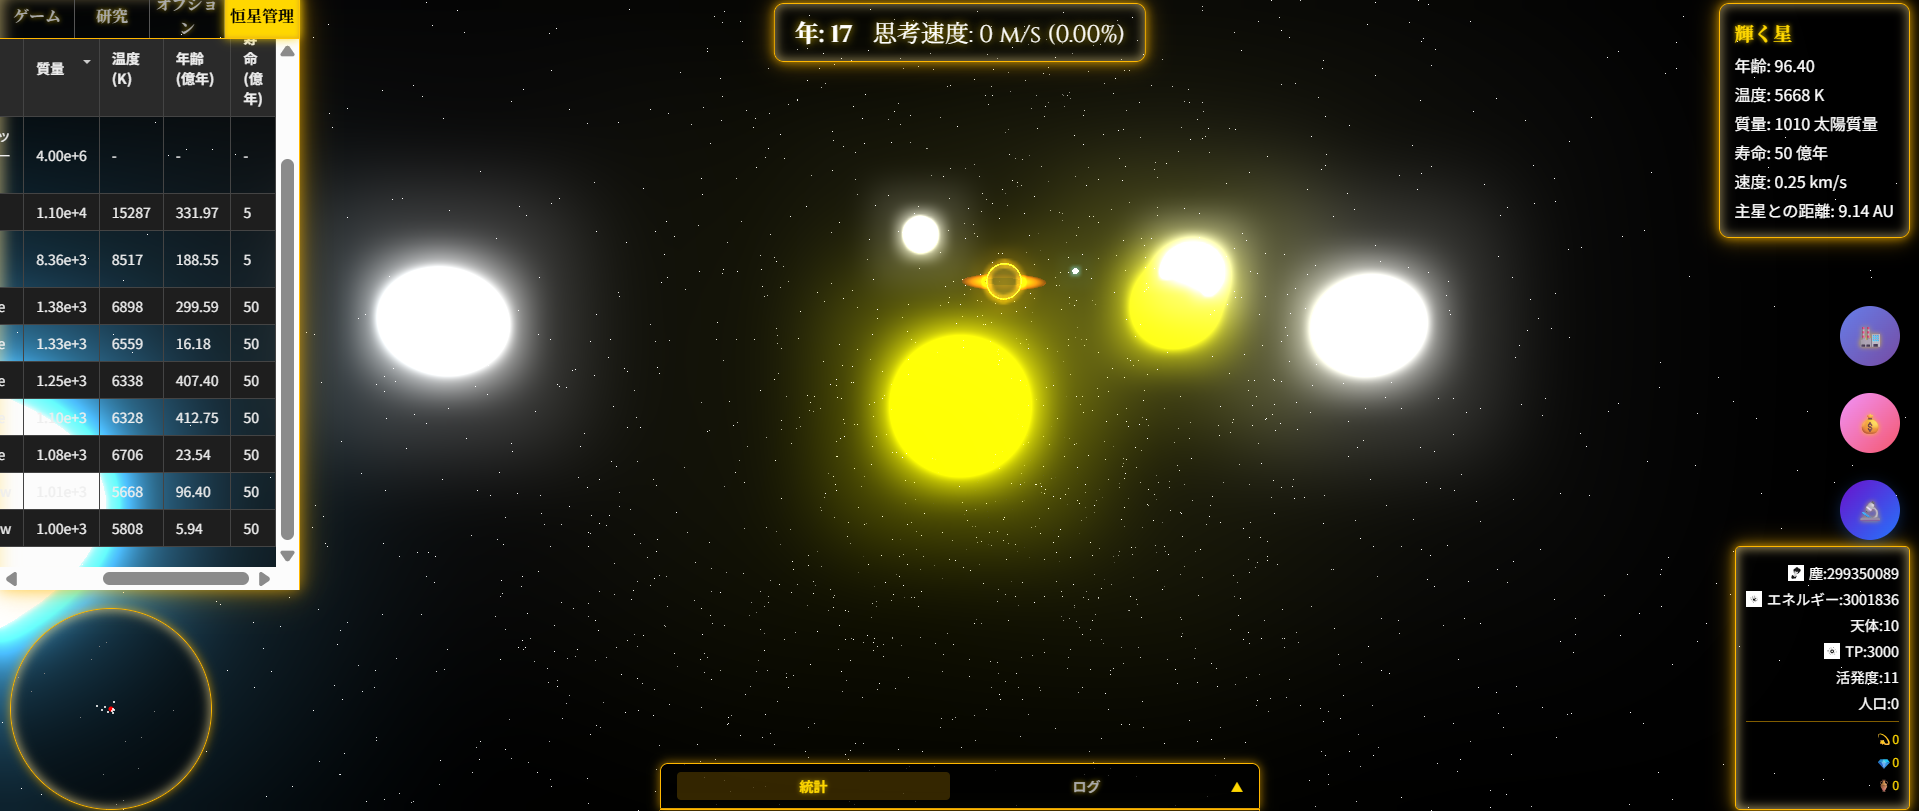 ゲーム
研究
オプション
恒星管理
質量
温度
(K)
年齢
(億年)
寿
命
(億
年)
ッ
ー
4.00e+6 - - -
1.10e+4 15287 331.97 5
8.36e+3 8517 188.55 5
e 1.38e+3 6898 299.59 50
e 1.33e+3 6559 16.18 50
e 1.25e+3 6338 407.40 50
1.10e+3 6328 412.75 50
e 1.08e+3 6706 23.54 50
w 1.01e+3 5668 96.40 50
w 1.00e+3 5808 5.94 50
年: 17 思考速度: 0 M/S (0.00%)
輝く星
年齢: 96.40
温度: 5668 K
質量: 1010 太陽質量
寿命: 50 億年
速度: 0.25 km/s
主星との距離: 9.14 AU
塵:299350089
エネルギー:3001836
天体:10
TP:3000
活発度:11
人口:0
0
0
0
統計
ログ